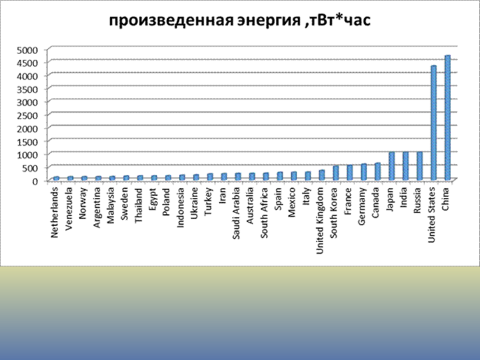 произведенная энергия ,тВт*час
5000
4500
4000
3500
3000
2500
2000
1500
1000
500
0
Netherlands
Venezuela
Norway
Argentina
Malaysia
Sweden
Thailand
Egypt
Poland
Indonesia
Ukraine
Turkey
Iran
Saudi Arabia
Australia
South Africa
Spain
Mexico
Italy
United Kingdom
South Korea
France
Germany
Canada
Japan
India
Russia
United States
China